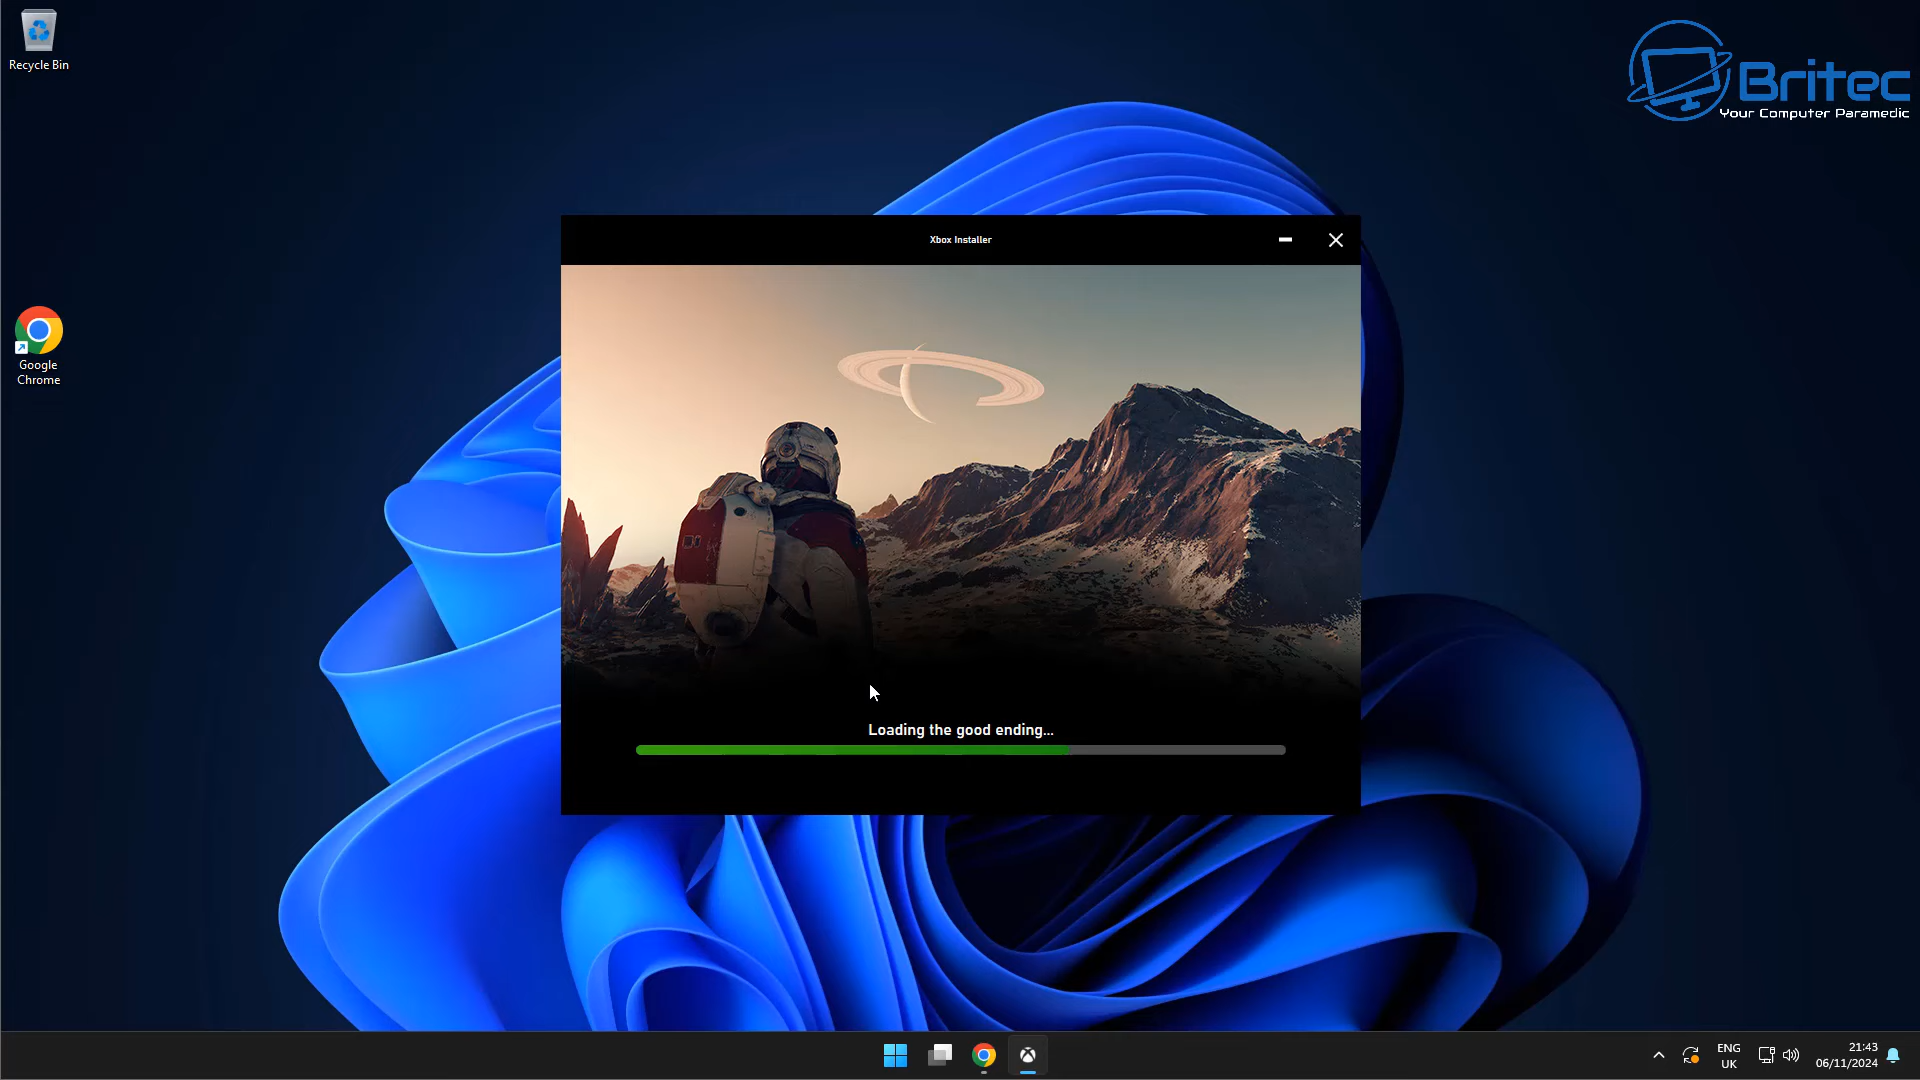 Recycle Bin
Britec
Your Computer Paramedic
Xbox Installer
Google
Chrome
Loading the good ending...
ENG
UK
21:43
06/11/2024